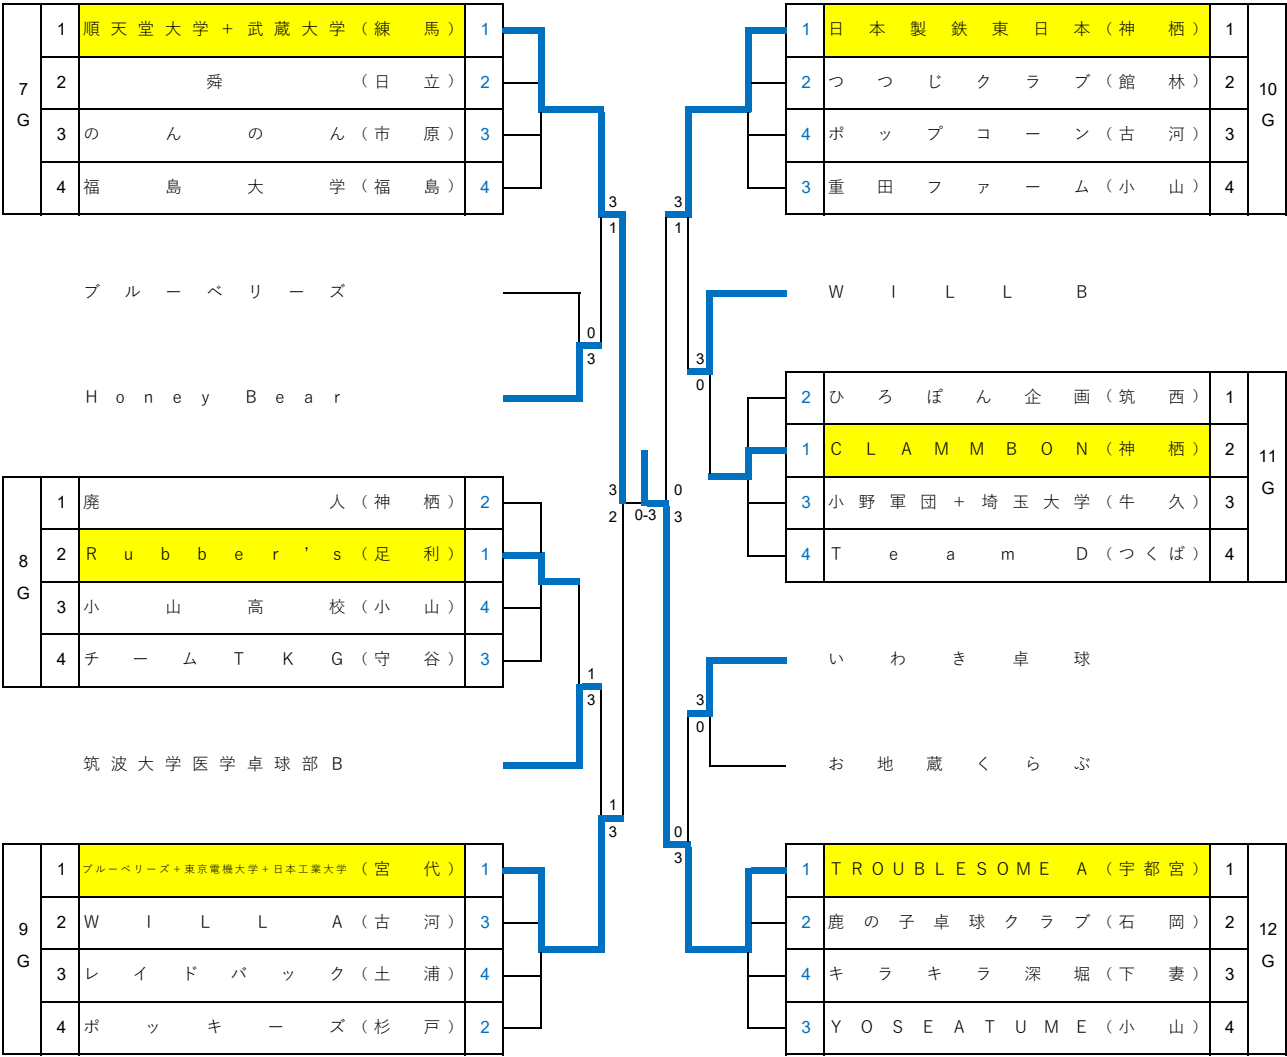 7 G
1 順天堂大学+武蔵大学(練馬) 1
2 舜(日立) 2
3 のんのん(市原) 3
4 福島大学(福島) 4
3
1
ブルーベリーズ
0
3
Honey Bear
8 G
1 廃人(神栖) 2
2 Rubber's(足利) 1
3 小山高校(小山) 4
4 チームTKG(守谷) 3
1
3
筑波大学医学卓球部B
1
3
9 G
1 ブルーベリーズ+東京電機大学+日本工業大学(宮代) 1
2 WILL A(古河) 3
3 レイドバック(土浦) 4
4 ポッキーズ(杉戸) 2
3
2
0-3
0
3
10 G
1 日本製鉄東日本(神栖) 1
2 つつじクラブ(館林) 2
4 ポップコーン(古河) 3
3 重田ファーム(小山) 4
3
1
WILL B
3
0
11 G
2 ひろぽん企画(筑西) 1
1 CLAMMBON(神栖) 2
3 小野軍団+埼玉大学(牛久) 3
4 Team D(つくば) 4
いわき卓球
3
0
お地蔵くらぶ
0
3
12 G
1 TROUBLESOME A(宇都宮) 1
2 鹿の子卓球クラブ(石岡) 2
4 キラキラ深堀(下妻) 3
3 YOSEATUME(小山) 4